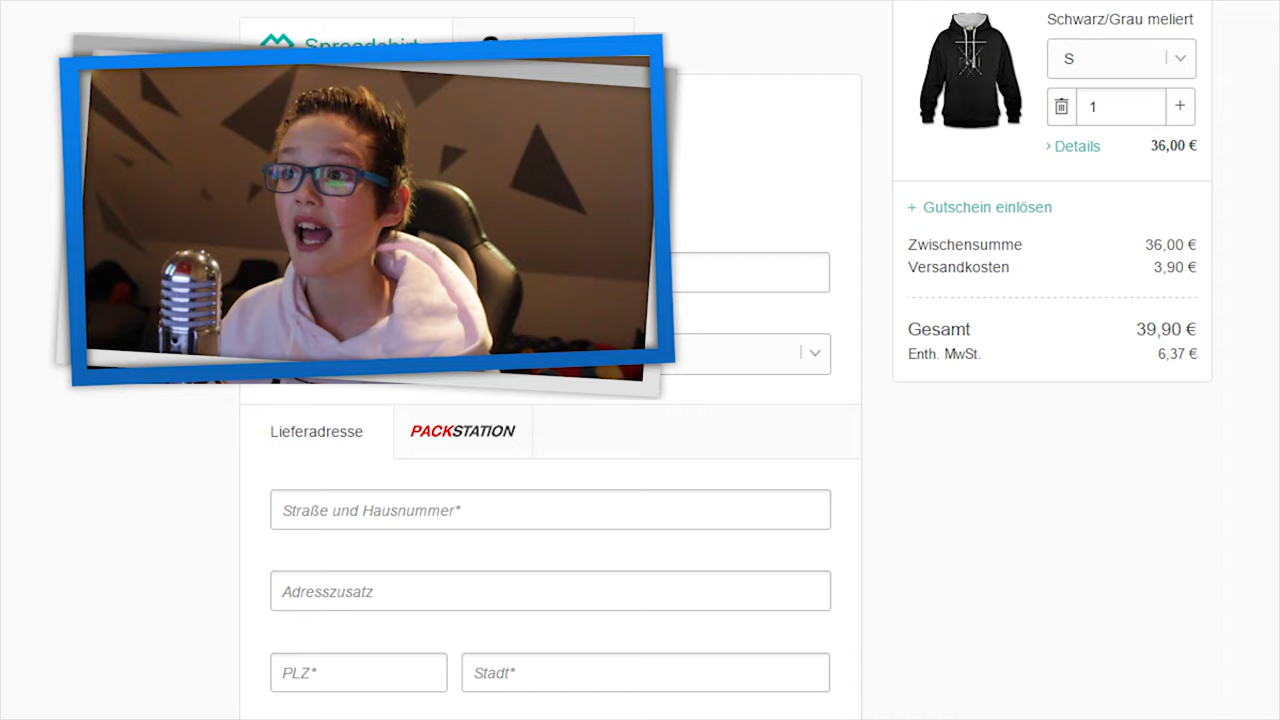 Schwarz/Grau meliert
S
1
+
› Details
36,00 €
+ Gutschein einlösen
Zwischensumme 36,00 €
Versandkosten 3,90 €
Gesamt 39,90 €
Enth. MwSt. 6,37 €
Lieferadresse
PACKSTATION
Straße und Hausnummer*
Adresszusatz
PLZ*
Stadt*